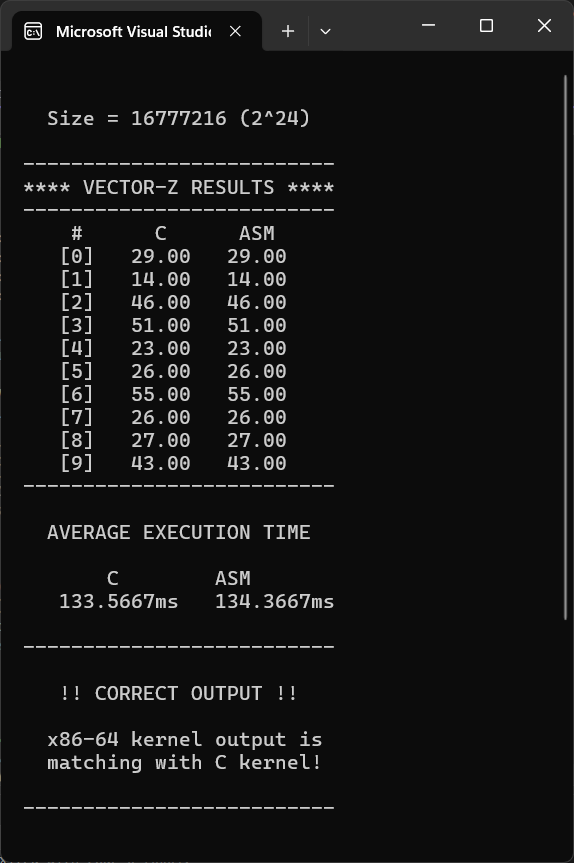 Microsoft Visual Studi
Size = 16777216 (2^24)
--------------------------
**** VECTOR-Z RESULTS ****
--------------------------
# C ASM
[0] 29.00 29.00
[1] 14.00 14.00
[2] 46.00 46.00
[3] 51.00 51.00
[4] 23.00 23.00
[5] 26.00 26.00
[6] 55.00 55.00
[7] 26.00 26.00
[8] 27.00 27.00
[9] 43.00 43.00
--------------------------
AVERAGE EXECUTION TIME
C ASM
133.5667ms 134.3667ms
--------------------------
!! CORRECT OUTPUT !!
x86-64 kernel output is
matching with C kernel!
--------------------------